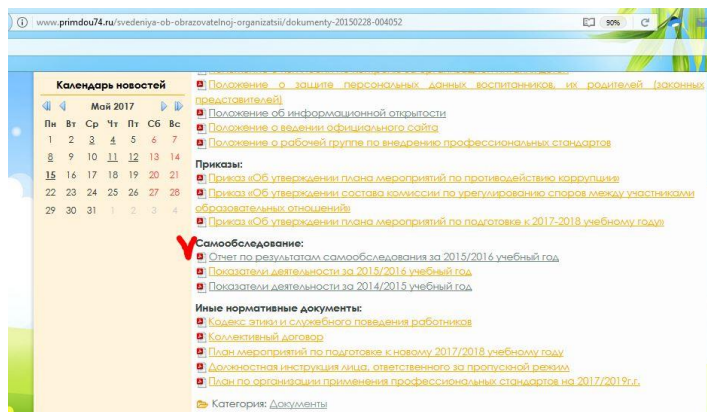 www.primdou74.ru/svedeniya-ob-obrazovatelnoj-organizatsii/dokumenty-20150228-004052
90%
Календарь новостей
Май 2017
Пн Вт Ср Чт Пт Сб Вс
1 2 3 4 5 6 7
8 9 10 11 12 13 14
15 16 17 18 19 20 21
22 23 24 25 26 27 28
29 30 31 1 2 3 4
Положение о защите персональных данных воспитанников, их родителей (законных
представителей)
Положение об информационной открытости
Положение о ведении официального сайта
Положение о рабочей группе по внедрению профессиональных стандартов
Приказы:
Приказ «Об утверждении плана мероприятий по противодействию коррупции»
Приказ «Об утверждении состава комиссии по урегулированию споров между участниками
образовательных отношений»
Приказ «Об утверждении плана мероприятий по подготовке к 2017-2018 учебному году»
Самообследование:
Отчет по результатам самообследования за 2015/2016 учебный год
Показатели деятельности за 2015/2016 учебный год
Показатели деятельности за 2014/2015 учебный год
Иные нормативные документы:
Кодекс этики и служебного поведения работников
Коллективный договор
План мероприятий по подготовке к новому 2017/2018 учебному году
Должностная инструкция лица, ответственного за пропускной режим
План по организации применения профессиональных стандартов на 2017/2019г.г.
Категория: Документы